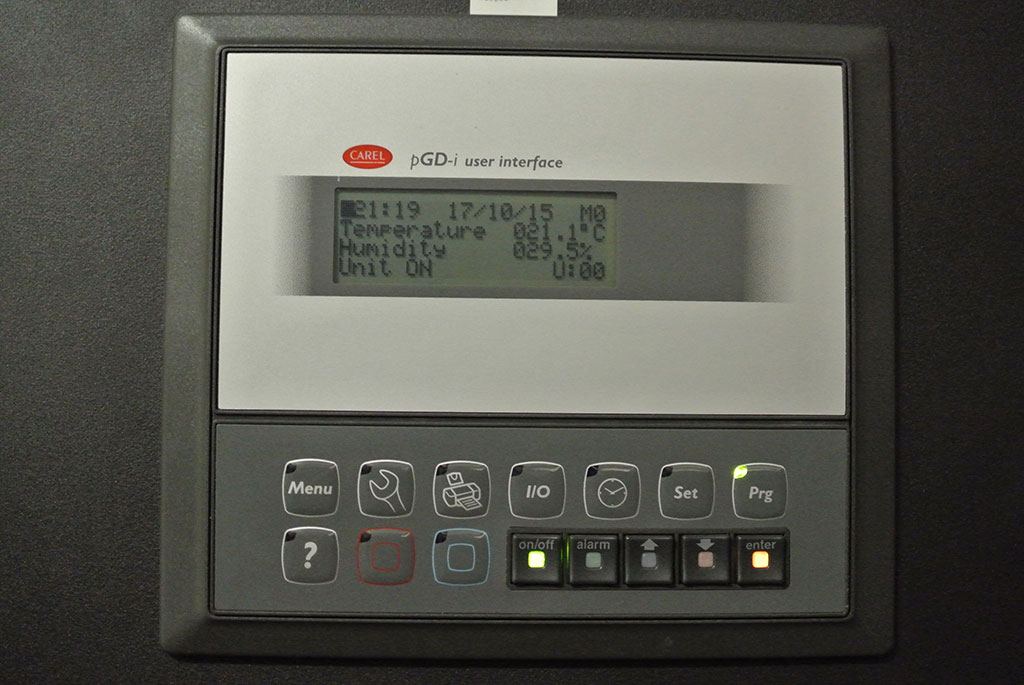 CAREL pGD-i user interface
21:19 17/10/15 M0
Temperature 021.1°C
Humidity 029.5%
Unit ON U:00
Menu I/O Set Prg
?
on/off alarm enter